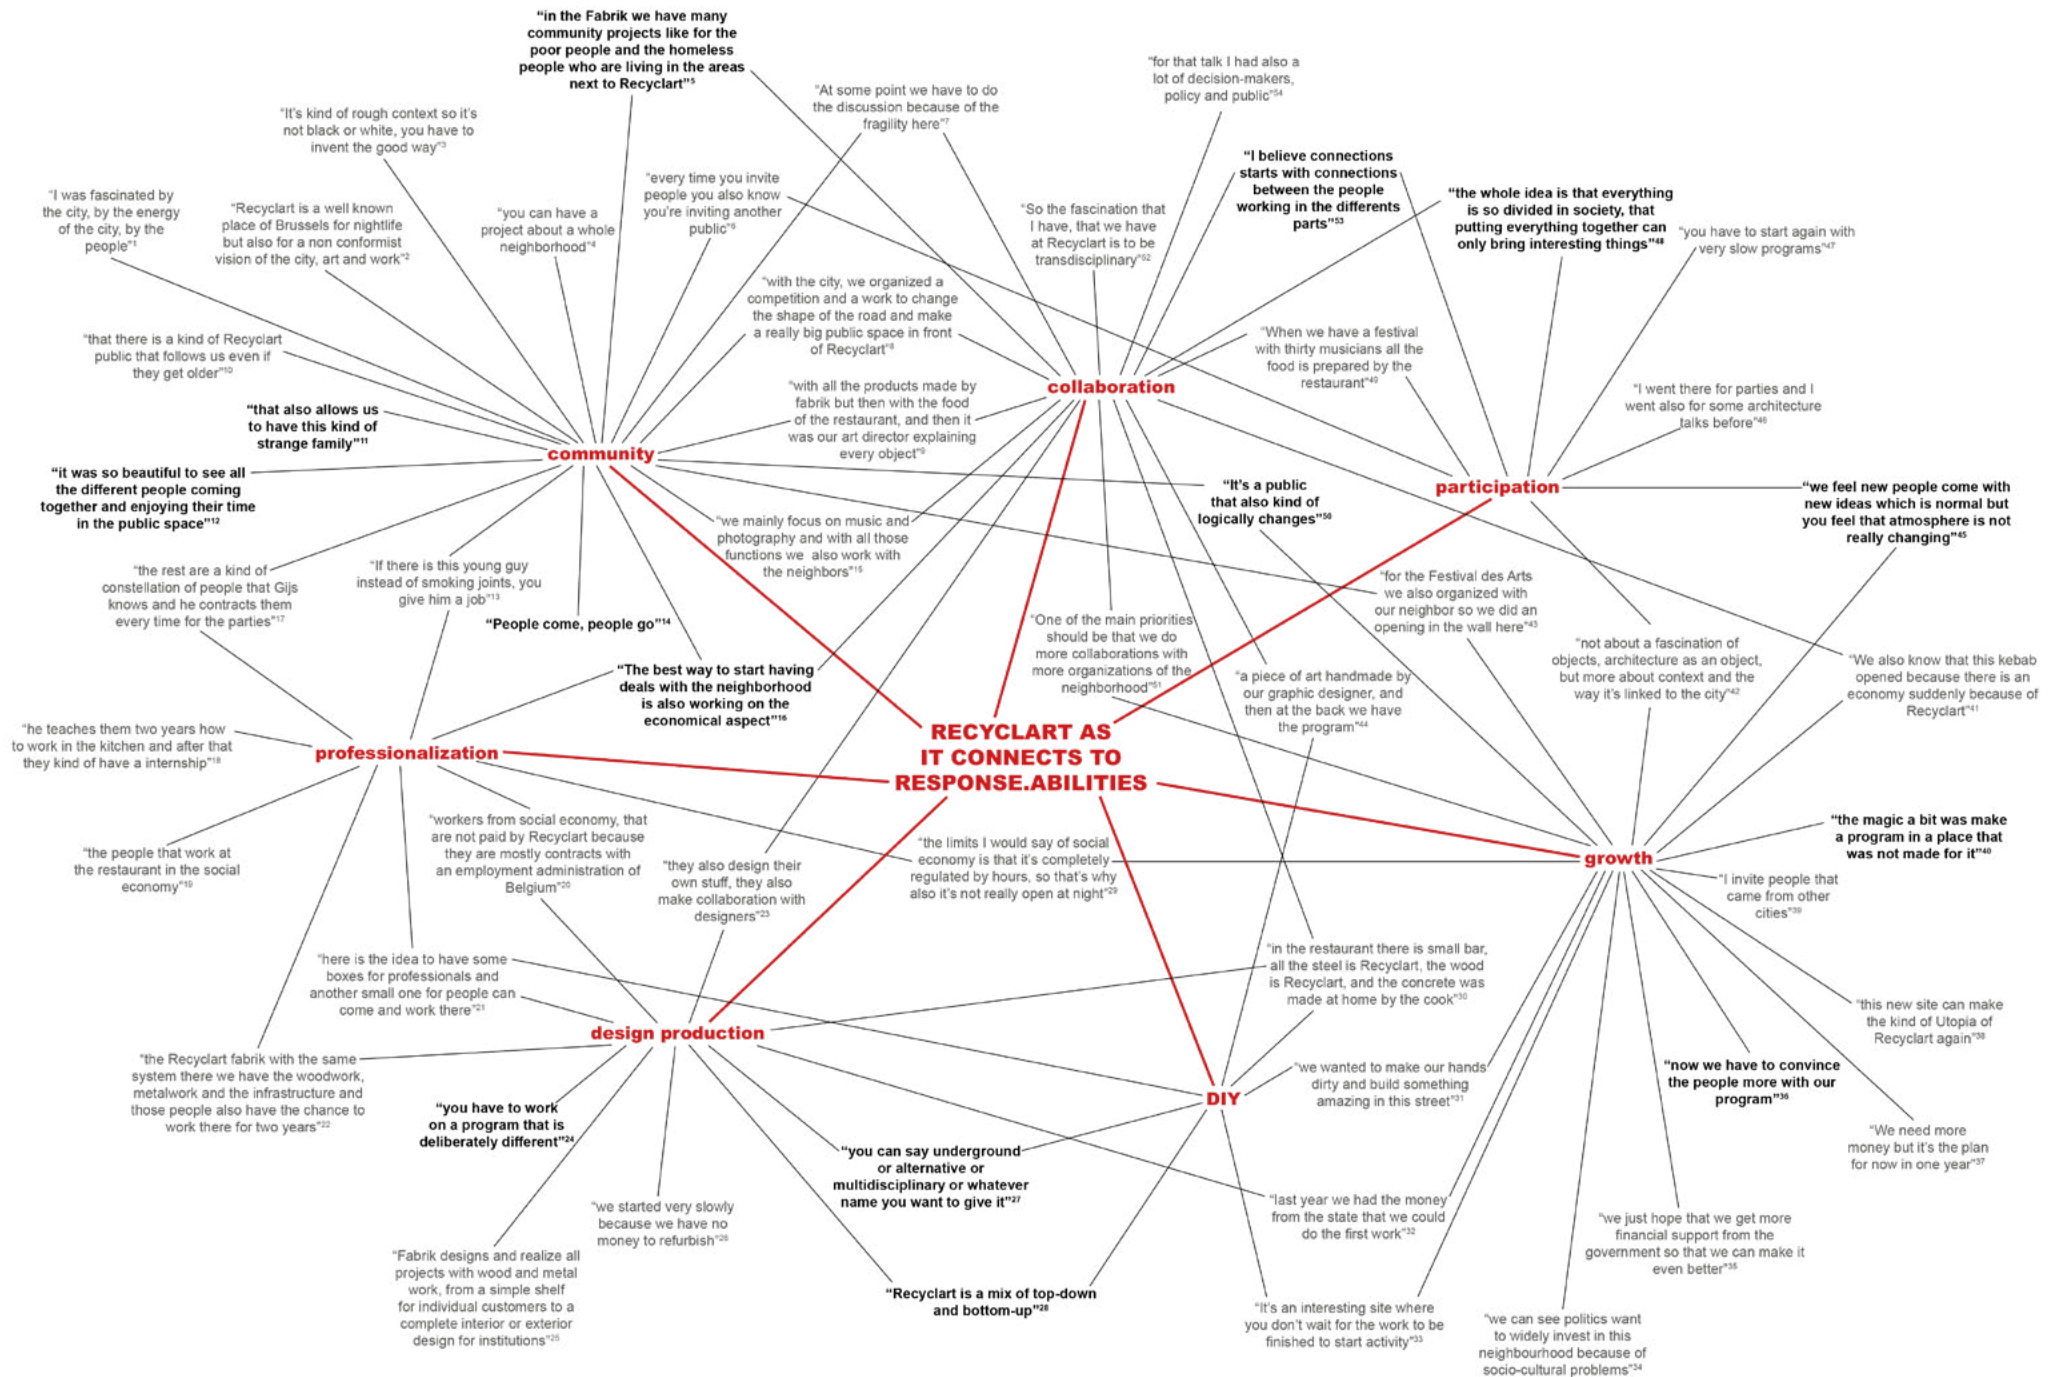 “in the Fabrik we have many
community projects like for the
poor people and the homeless
people who are living in the areas
next to Recyclart”⁵
“for that talk I had also a
lot of decision-makers,
policy and public”⁵⁴
“At some point we have to do
the discussion because of the
fragility here”⁷
“It’s kind of rough context so it’s
not black or white, you have to
invent the good way”³
“I believe connections
starts with connections
between the people
working in the differents
parts”⁵³
“every time you invite
people you also know
you’re inviting another
public”⁶
“I was fascinated by
the city, by the energy
of the city, by the
people”¹
“Recyclart is a well known
place of Brussels for nightlife
but also for a non conformist
vision of the city, art and work”²
“you can have a
project about a whole
neighborhood”⁴
“So the fascination that
I have, that we have
at Recyclart is to be
transdisciplinary”⁵²
“the whole idea is that everything
is so divided in society, that
putting everything together can
only bring interesting things”⁴⁸
“you have to start again with
very slow programs”⁴⁷
“with the city, we organized a
competition and a work to change
the shape of the road and make
a really big public space in front
of Recyclart”⁸
“that there is a kind of Recyclart
public that follows us even if
they get older”¹⁰
“When we have a festival
with thirty musicians all the
food is prepared by the
restaurant”⁴⁹
collaboration
“with all the products made by
fabrik but then with the food
of the restaurant, and then it
was our art director explaining
every object”⁹
“I went there for parties and I
went also for some architecture
talks before”⁴⁶
“that also allows us
to have this kind of
strange family”¹¹
community
“it was so beautiful to see all
the different people coming
together and enjoying their time
in the public space”¹²
“It’s a public
that also kind of
logically changes”⁵⁰
participation
“we feel new people come with
new ideas which is normal but
you feel that atmosphere is not
really changing”⁴⁵
“we mainly focus on music and
photography and with all those
functions we also work with
the neighbors”¹⁵
“the rest are a kind of
constellation of people that Gijs
knows and he contracts them
every time for the parties”¹⁷
“If there is this young guy
instead of smoking joints, you
give him a job”¹³
“People come, people go”¹⁴
“for the Festival des Arts
we also organized with
our neighbor so we did an
opening in the wall here”⁴³
“One of the main priorities
should be that we do
more collaborations with
more organizations of the
neighborhood”⁵¹
“not about a fascination of
objects, architecture as an object,
but more about context and the
way it’s linked to the city”⁴²
“We also know that this kebab
opened because there is an
economy suddenly because of
Recyclart”⁴¹
“The best way to start having
deals with the neighborhood
is also working on the
economical aspect”¹⁶
“a piece of art handmade by
our graphic designer, and
then at the back we have
the program”⁴⁴
“he teaches them two years how
to work in the kitchen and after that
they kind of have a internship”¹⁸
professionalization
RECYCLART AS
IT CONNECTS TO
RESPONSE.ABILITIES
“workers from social economy, that
are not paid by Recyclart because
they are mostly contracts with
an employment administration of
Belgium”²⁰
“the people that work at
the restaurant in the social
economy”¹⁹
“they also design their
own stuff, they also
make collaboration with
designers”²³
“the limits I would say of social
economy is that it’s completely
regulated by hours, so that’s why
also it’s not really open at night”²⁹
growth
“the magic a bit was make
a program in a place that
was not made for it”⁴⁰
“I invite people that
came from other
cities”³⁹
“here is the idea to have some
boxes for professionals and
another small one for people can
come and work there”²¹
“in the restaurant there is small bar,
all the steel is Recyclart, the wood
is Recyclart, and the concrete was
made at home by the cook”³⁰
“this new site can make
the kind of Utopia of
Recyclart again”³⁸
design production
“the Recyclart fabrik with the same
system there we have the woodwork,
metalwork and the infrastructure and
those people also have the chance to
work there for two years”²²
“we wanted to make our hands
dirty and build something
amazing in this street”³¹
DIY
“now we have to convince
the people more with our
program”³⁶
“you have to work
on a program that is
deliberately different”²⁴
“We need more
money but it’s the plan
for now in one year”³⁷
“you can say underground
or alternative or
multidisciplinary or whatever
name you want to give it”²⁷
“we started very slowly
because we have no
money to refurbish”²⁶
“last year we had the money
from the state that we could
do the first work”³²
“we just hope that we get more
financial support from the
government so that we can make it
even better”³⁵
“Fabrik designs and realize all
projects with wood and metal
work, from a simple shelf
for individual customers to a
complete interior or exterior
design for institutions”²⁵
“Recyclart is a mix of top-down
and bottom-up”²⁸
“It’s an interesting site where
you don’t wait for the work to be
finished to start activity”³³
“we can see politics want
to widely invest in this
neighbourhood because of
socio-cultural problems”³⁴